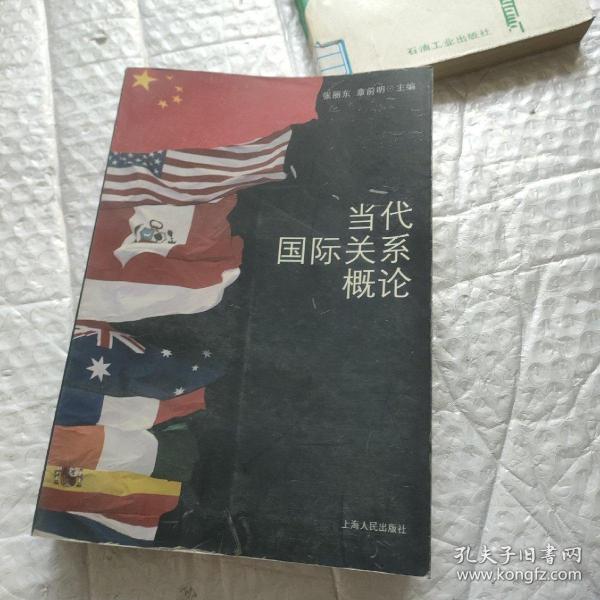 石油工业出版社
张丽东 章前明⊙主编
当代
国际关系
概论
上海人民出版社
孔夫子旧书网
www.kongfz.com